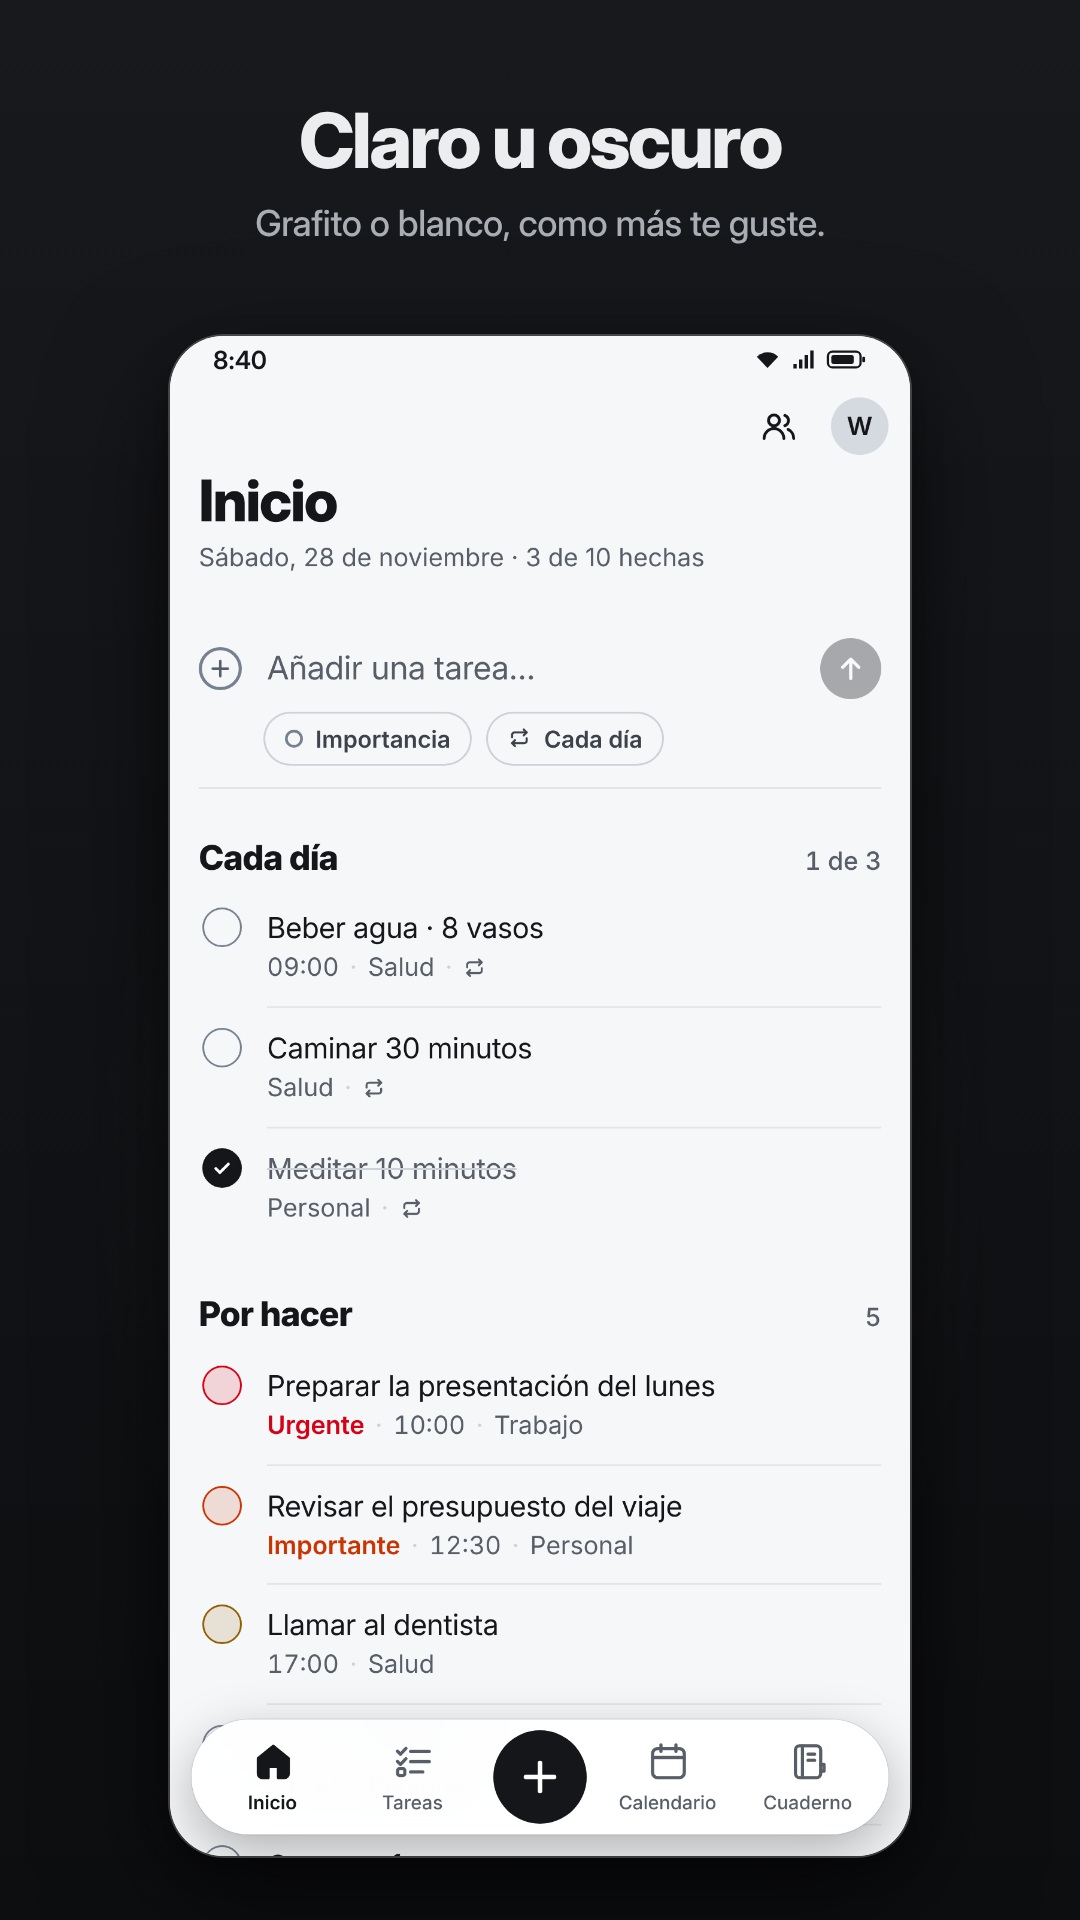 Claro u oscuro
Grafito o blanco, como más te guste.
8:40
W
Inicio
Sábado, 28 de noviembre · 3 de 10 hechas
Añadir una tarea...
Importancia
Cada día
Cada día
1 de 3
Beber agua · 8 vasos
09:00 · Salud ·
Caminar 30 minutos
Salud ·
Meditar 10 minutos
Personal ·
Por hacer
5
Preparar la presentación del lunes
Urgente · 10:00 · Trabajo
Revisar el presupuesto del viaje
Importante · 12:30 · Personal
Llamar al dentista
17:00 · Salud
Inicio
Tareas
Calendario
Cuaderno